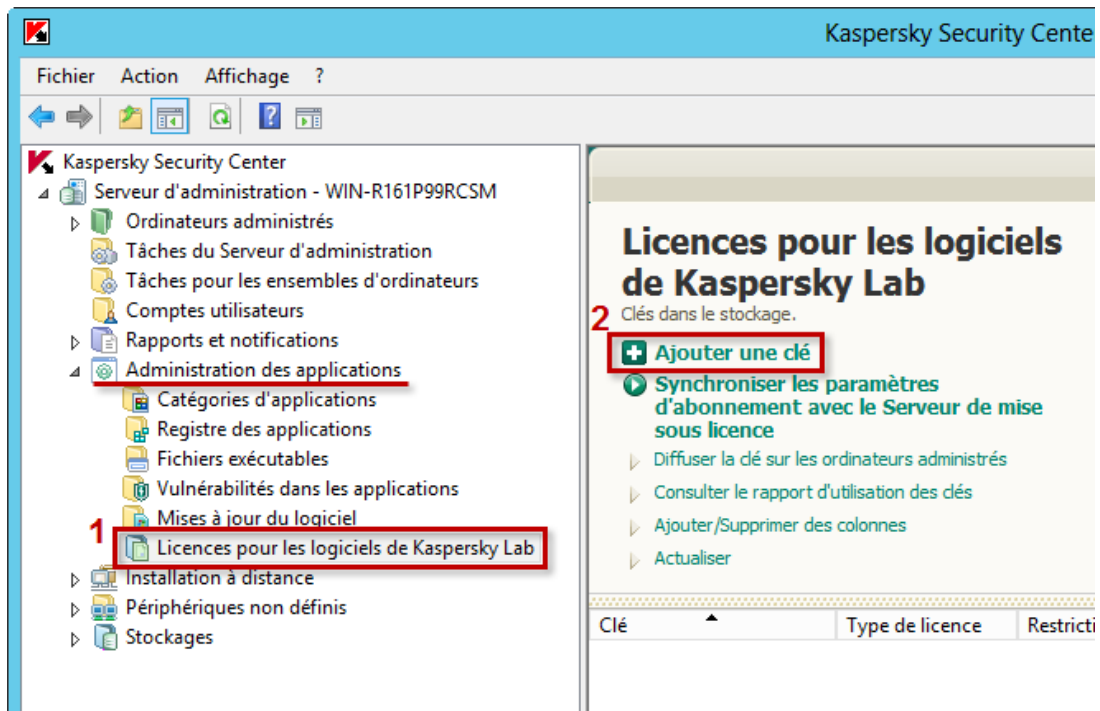 Kaspersky Security Cente
Fichier Action Affichage ?
Kaspersky Security Center
Serveur d'administration - WIN-R161P99RCSM
Ordinateurs administrés
Tâches du Serveur d'administration
Tâches pour les ensembles d'ordinateurs
Comptes utilisateurs
Rapports et notifications
Administration des applications
Catégories d'applications
Registre des applications
Fichiers exécutables
Vulnérabilités dans les applications
Mises à jour du logiciel
1
Licences pour les logiciels de Kaspersky Lab
Installation à distance
Périphériques non définis
Stockages
Licences pour les logiciels
de Kaspersky Lab
Clés dans le stockage.
2
Ajouter une clé
Synchroniser les paramètres
d'abonnement avec le Serveur de mise
sous licence
Diffuser la clé sur les ordinateurs administrés
Consulter le rapport d'utilisation des clés
Ajouter/Supprimer des colonnes
Actualiser
Clé Type de licence Restricti